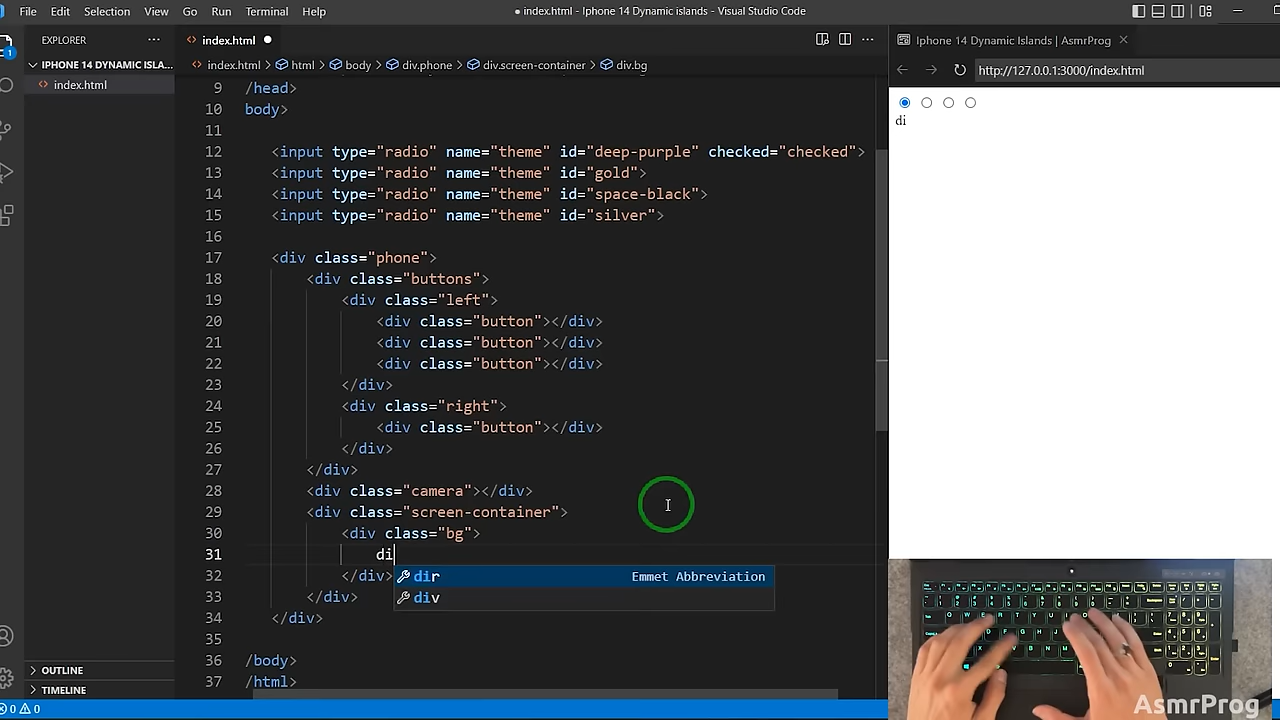 File Edit Selection View Go Run Terminal Help
● index.html - Iphone 14 Dynamic islands - Visual Studio Code
EXPLORER
IPHONE 14 DYNAMIC ISLA...
index.html
1
index.html
index.html > html > body > div.phone > div.screen-container > div.bg
9 /head>
10 body>
11
12 <input type="radio" name="theme" id="deep-purple" checked="checked">
13 <input type="radio" name="theme" id="gold">
14 <input type="radio" name="theme" id="space-black">
15 <input type="radio" name="theme" id="silver">
16
17 <div class="phone">
18 <div class="buttons">
19 <div class="left">
20 <div class="button"></div>
21 <div class="button"></div>
22 <div class="button"></div>
23 </div>
24 <div class="right">
25 <div class="button"></div>
26 </div>
27 </div>
28 <div class="camera"></div>
29 <div class="screen-container">
30 <div class="bg">
31 di
dir Emmet Abbreviation
div
32 </div>
33 </div>
34 </div>
35
36 /body>
37 /html>
OUTLINE
TIMELINE
0 0
Iphone 14 Dynamic Islands | AsmrProg
http://127.0.0.1:3000/index.html
di
AsmrProg